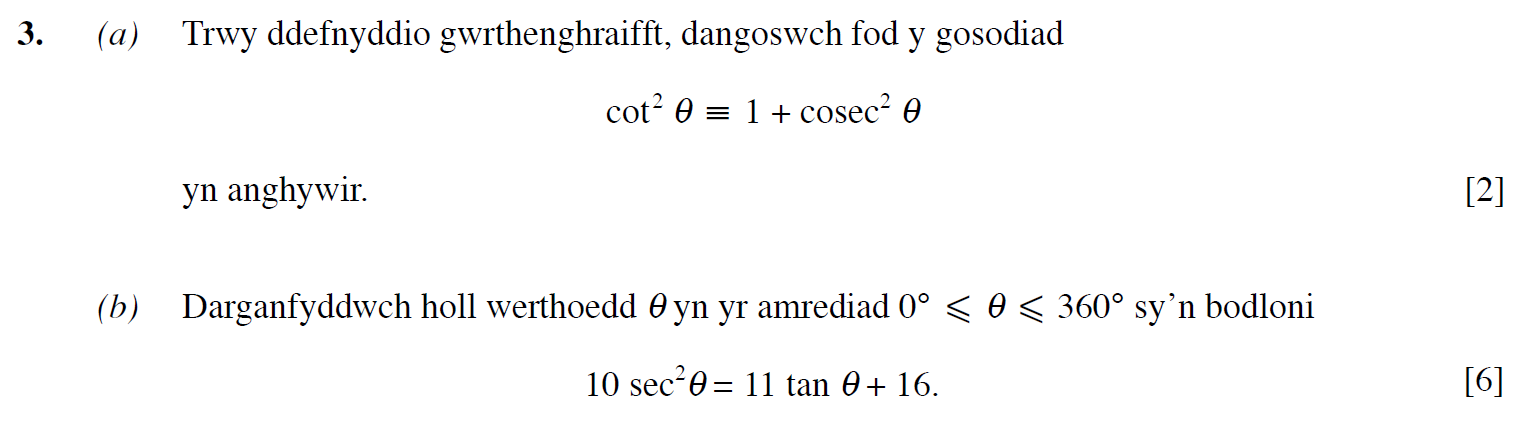 3. (a) Trwy ddefnyddio gwrthenghraifft, dangoswch fod y gosodiad
cot² θ ≡ 1 + cosec² θ
yn anghywir. [2]
(b) Darganfyddwch holl werthoedd θ yn yr amrediad 0° ⩽ θ ⩽ 360° sy’n bodloni
10 sec²θ = 11 tan θ + 16. [6]